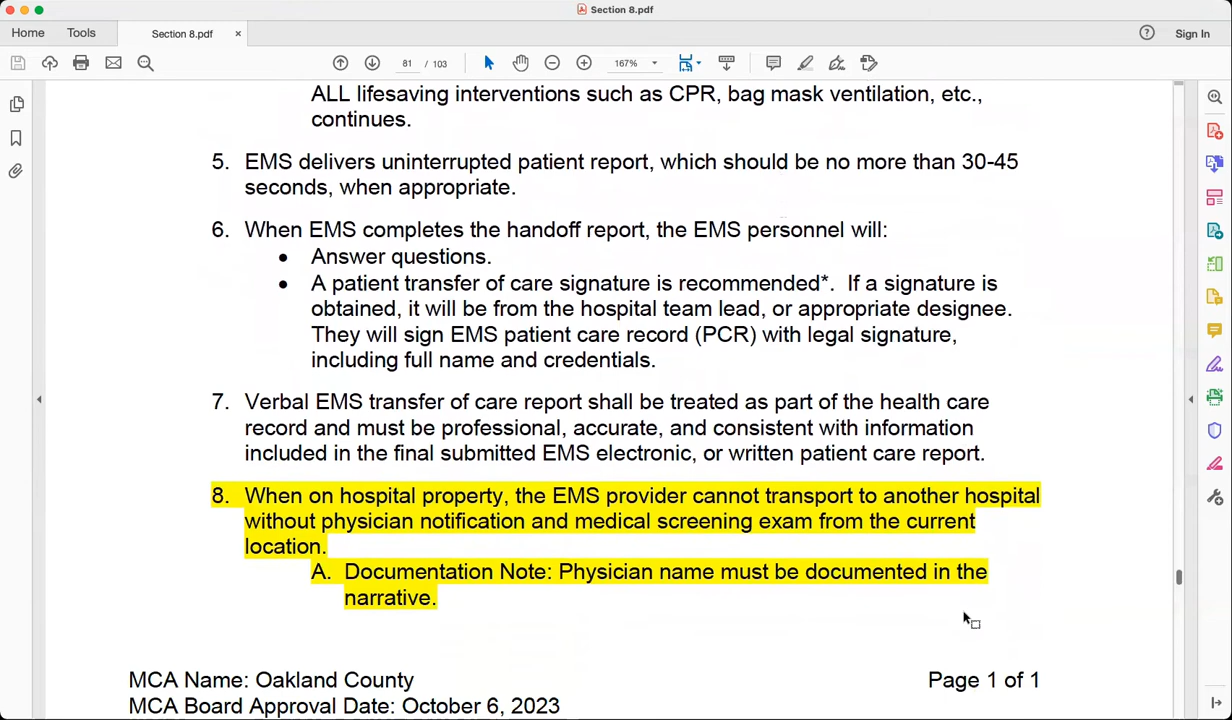 Section 8.pdf
Home
Tools
Section 8.pdf
×
Sign In
81 / 103
167%
ALL lifesaving interventions such as CPR, bag mask ventilation, etc.,
continues.
5. EMS delivers uninterrupted patient report, which should be no more than 30-45
seconds, when appropriate.
6. When EMS completes the handoff report, the EMS personnel will:
• Answer questions.
• A patient transfer of care signature is recommended*. If a signature is
obtained, it will be from the hospital team lead, or appropriate designee.
They will sign EMS patient care record (PCR) with legal signature,
including full name and credentials.
7. Verbal EMS transfer of care report shall be treated as part of the health care
record and must be professional, accurate, and consistent with information
included in the final submitted EMS electronic, or written patient care report.
8. When on hospital property, the EMS provider cannot transport to another hospital
without physician notification and medical screening exam from the current
location.
A. Documentation Note: Physician name must be documented in the
narrative.
MCA Name: Oakland County
Page 1 of 1
MCA Board Approval Date: October 6, 2023